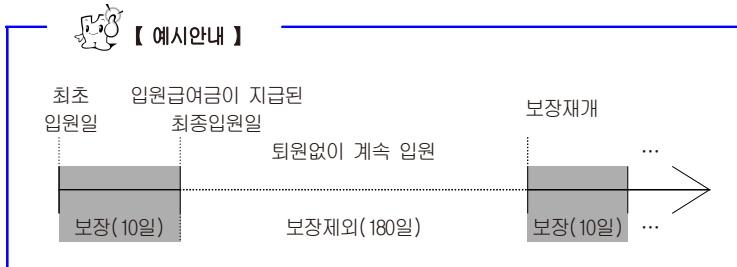 【 예시안내 】
최초 입원급여금이 지급된
입원일 최종입원일
보장재개
퇴원없이 계속 입원 …
보장(10일) 보장제외(180일) 보장(10일) …